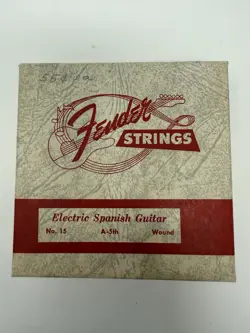 Fender
STRINGS
Electric Spanish Guitar
No. 15 A-5th Wound